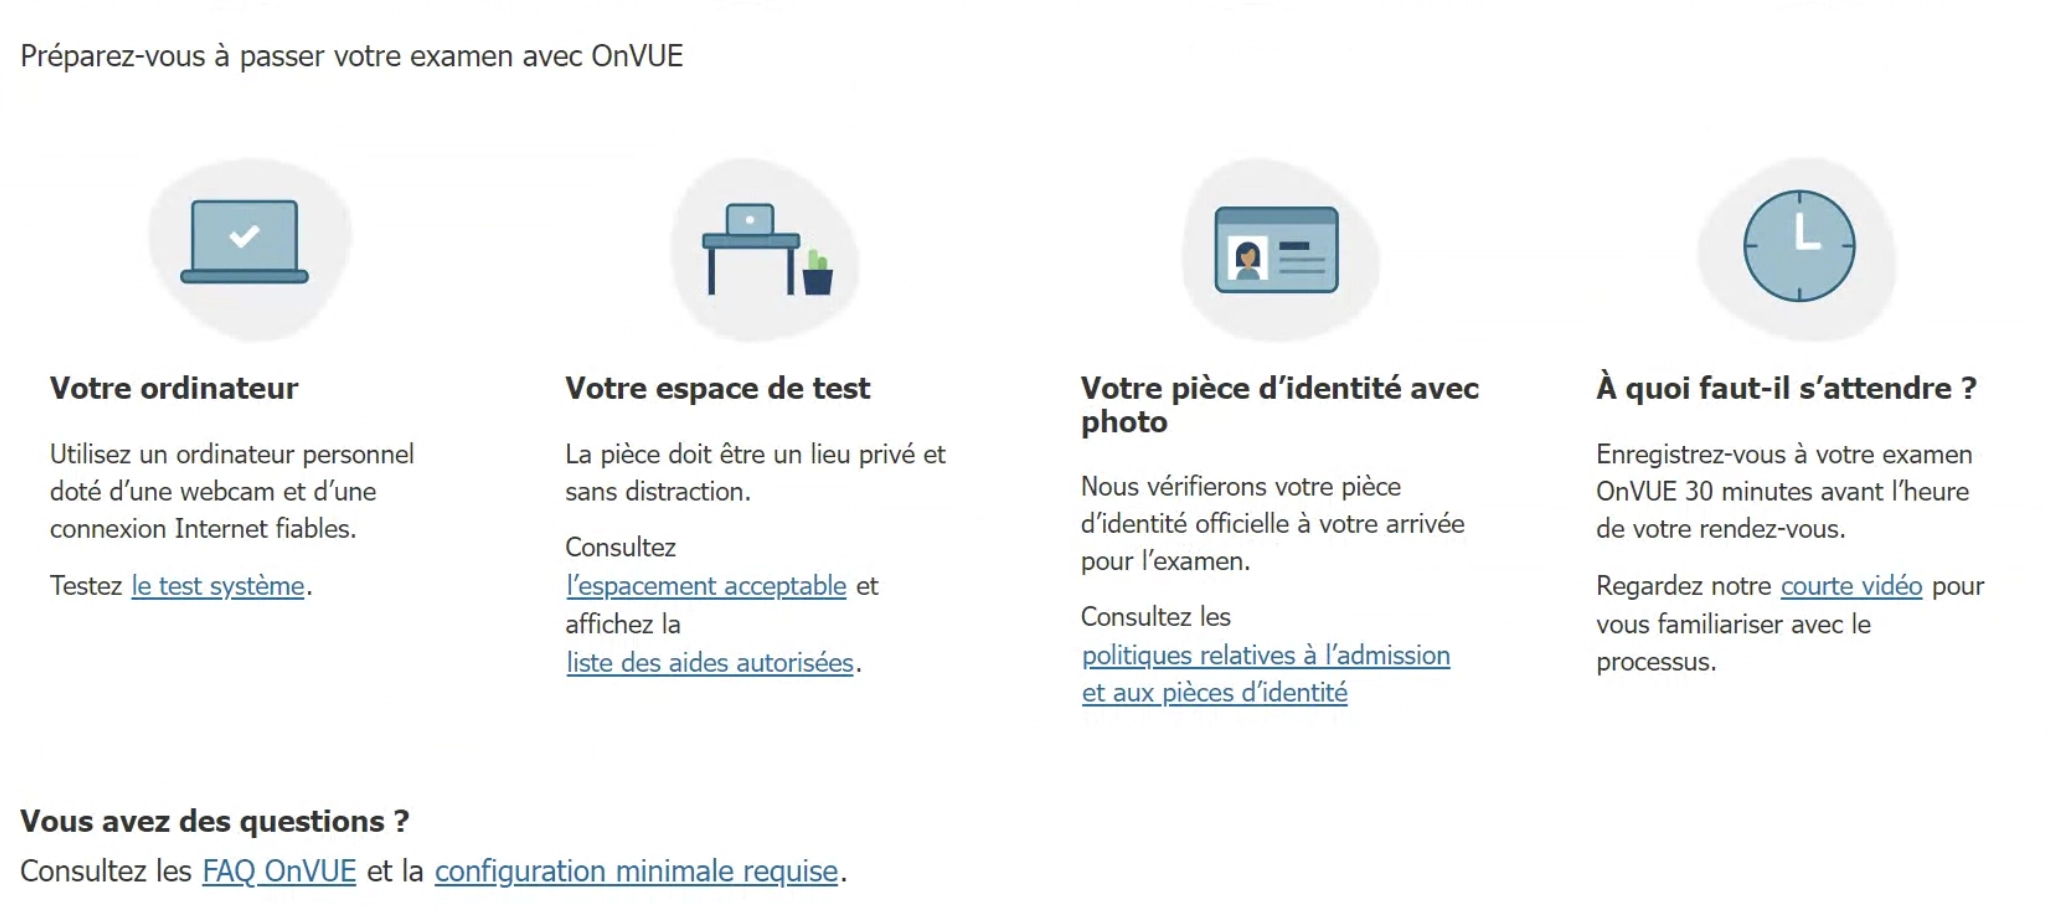 Préparez-vous à passer votre examen avec OnVUE
Votre ordinateur
Utilisez un ordinateur personnel
doté d’une webcam et d’une
connexion Internet fiables.
Testez le test système.
Votre espace de test
La pièce doit être un lieu privé et
sans distraction.
Consultez
l’espacement acceptable et
affichez la
liste des aides autorisées.
Votre pièce d’identité avec
photo
Nous vérifierons votre pièce
d’identité officielle à votre arrivée
pour l’examen.
Consultez les
politiques relatives à l’admission
et aux pièces d’identité
À quoi faut-il s’attendre ?
Enregistrez-vous à votre examen
OnVUE 30 minutes avant l’heure
de votre rendez-vous.
Regardez notre courte vidéo pour
vous familiariser avec le
processus.
Vous avez des questions ?
Consultez les FAQ OnVUE et la configuration minimale requise.